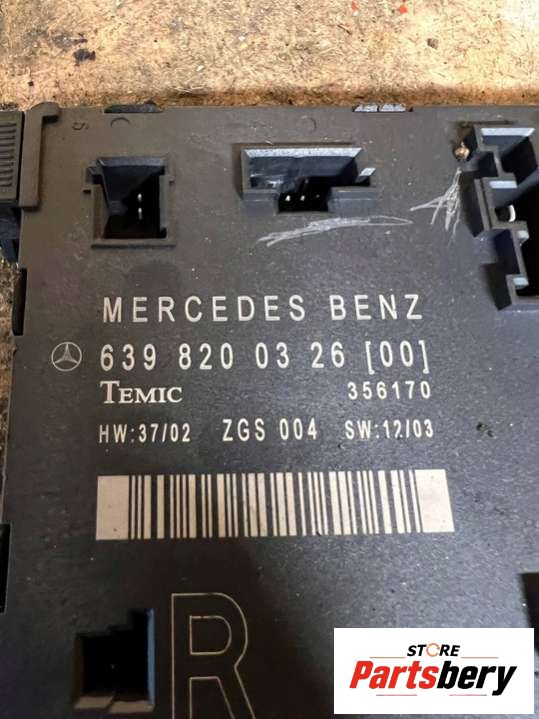 MERCEDES BENZ
639 820 03 26 [00]
TEMIC 356170
HW:37/02 ZGS 004 SW:12/03
R
STORE
Partsbery